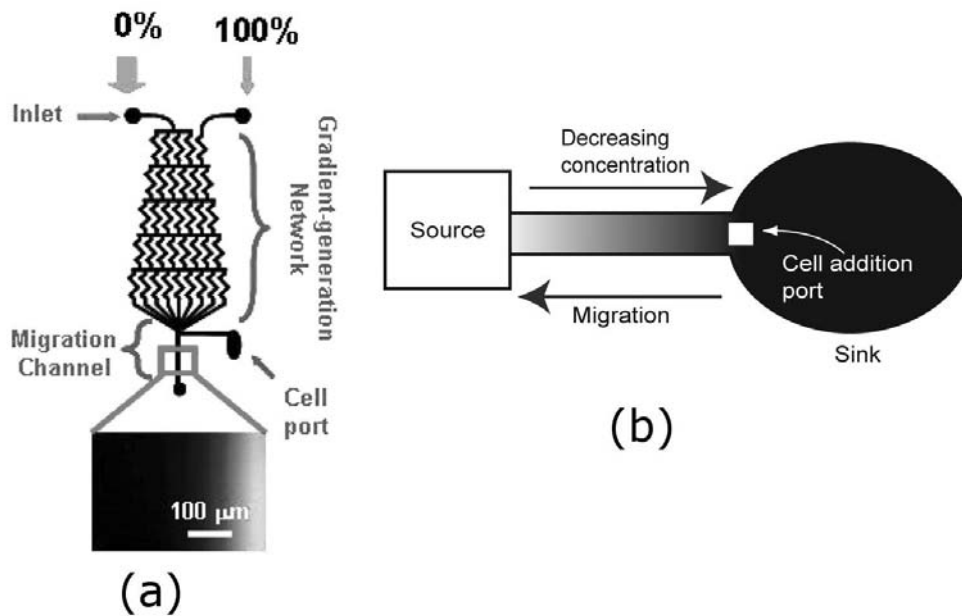 0%
100%
Inlet
Gradient-generation
Network
Migration
Channel
Cell
port
100 μm
(a)
Decreasing
concentration
Source
Cell addition
port
Migration
Sink
(b)